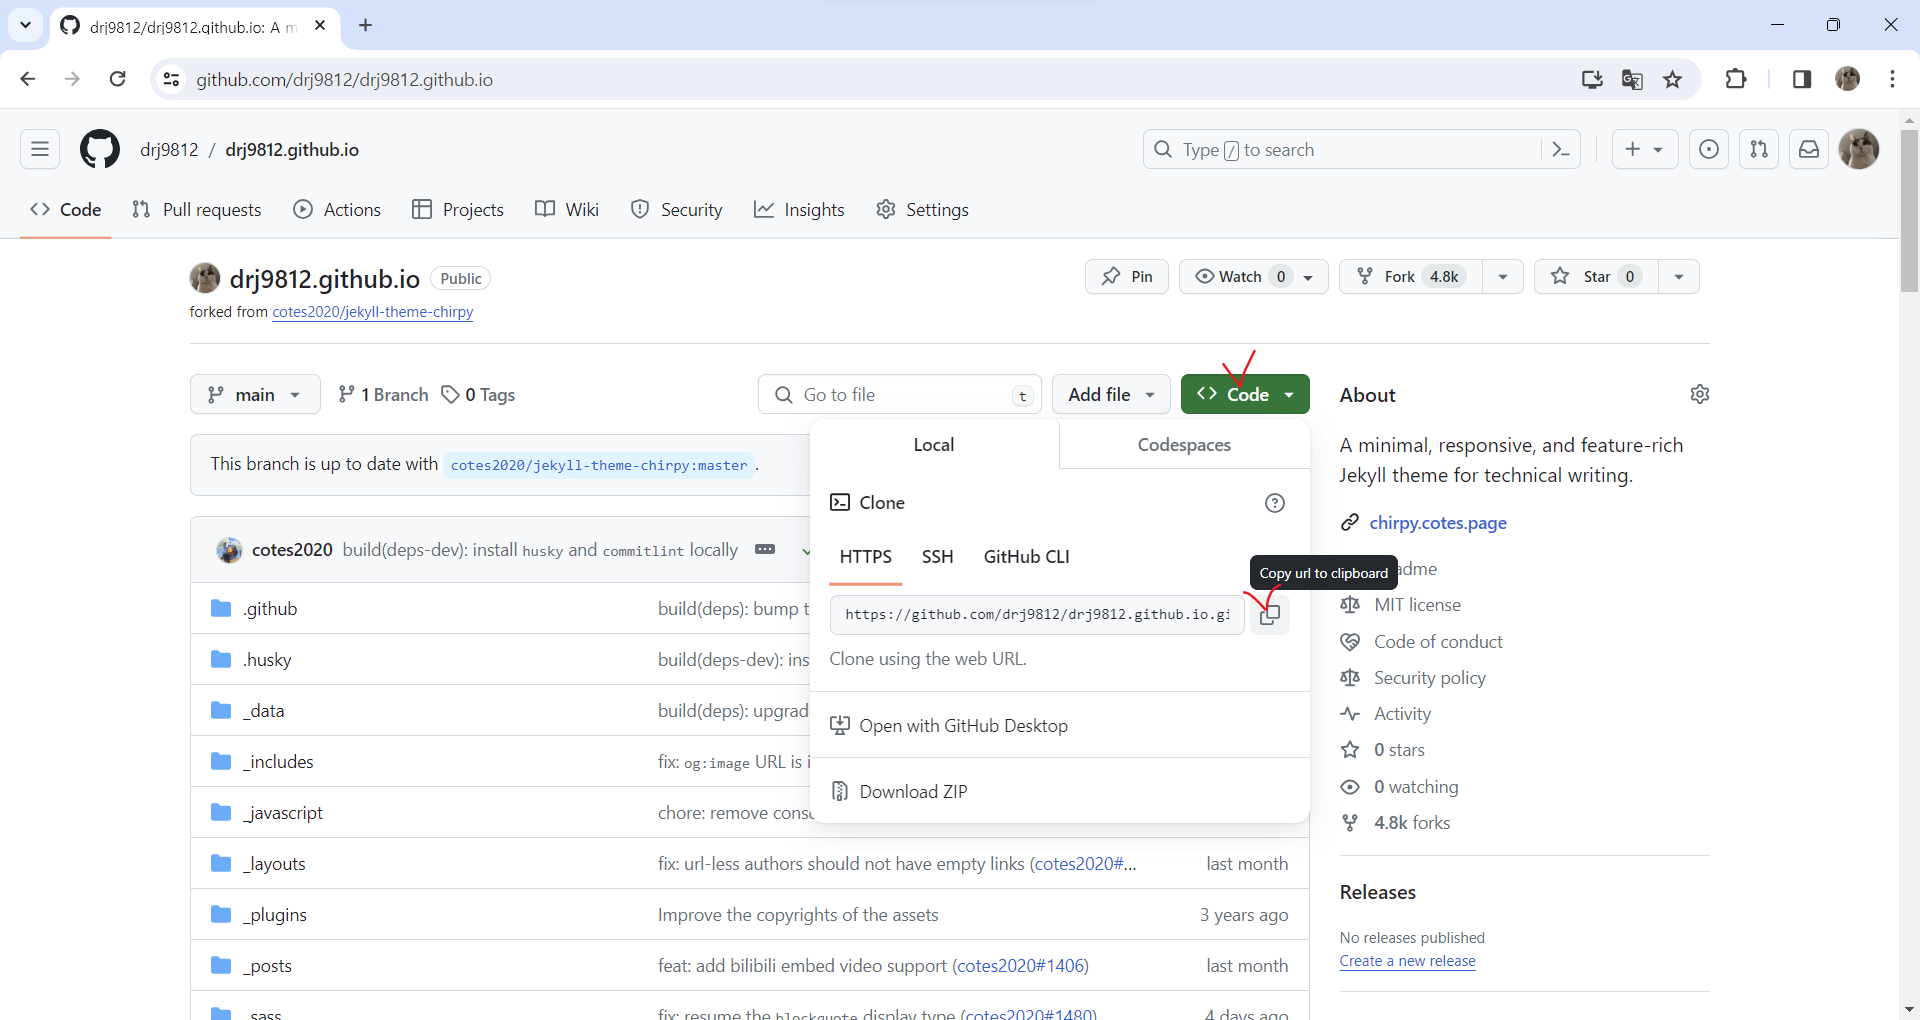 drj9812/drj9812.github.io: A m
github.com/drj9812/drj9812.github.io
drj9812 / drj9812.github.io
Type / to search
Code
Pull requests
Actions
Projects
Wiki
Security
Insights
Settings
drj9812.github.io Public
Pin
Watch 0
Fork 4.8k
Star 0
forked from cotes2020/jekyll-theme-chirpy
main
1 Branch
0 Tags
Go to file t
Add file
Code
This branch is up to date with cotes2020/jekyll-theme-chirpy:master .
Local
Codespaces
Clone
HTTPS
SSH
GitHub CLI
Copy url to clipboard
https://github.com/drj9812/drj9812.github.io.gi
Clone using the web URL.
Open with GitHub Desktop
Download ZIP
cotes2020 build(deps-dev): install husky and commitlint locally
.github build(deps): bump t
.husky build(deps-dev): ins
_data build(deps): upgrad
_includes fix: og:image URL is i
_javascript chore: remove conso
_layouts fix: url-less authors should not have empty links (cotes2020#... last month
_plugins Improve the copyrights of the assets 3 years ago
_posts feat: add bilibili embed video support (cotes2020#1406) last month
_sass fix: resume the blockquote display type (cotes2020#1480) 4 days ago
About
A minimal, responsive, and feature-rich
Jekyll theme for technical writing.
chirpy.cotes.page
adme
MIT license
Code of conduct
Security policy
Activity
0 stars
0 watching
4.8k forks
Releases
No releases published
Create a new release